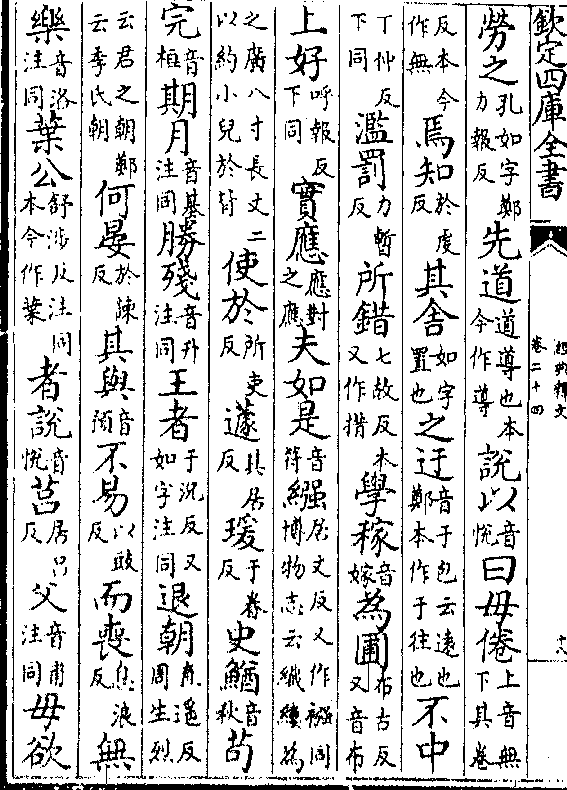 欽定四庫全書
經典釋文
卷二十四
十八
勞之孔如字鄭力報反先道道導也本今作導說以音悅曰毋倦上音無下其卷
反本今作無焉知於虔反其舍如字置也之迂音于包云遠也鄭本作于往也不中
丁仲反下同濫罰力暫反所錯七故反本又作措學稼音嫁為圃布古反又音布
上好呼報反下同實應應對之應夫如是音符繈居丈反又作襁同博物志云織縷為
之廣八寸長丈二以約小兒於背使於所吏反蘧其居反瑗于眷反史鰌音秋苟
完音桓期月音基注同勝殘音升注同王者于況反又如字注同退朝直遙反周生烈
云君之朝鄭云季氏朝何晏於諫反其與音預不易以豉反而喪息浪反無
樂音洛注同葉公舒涉反注同本今作葉者說音悅莒居呂反父音甫注同毋欲